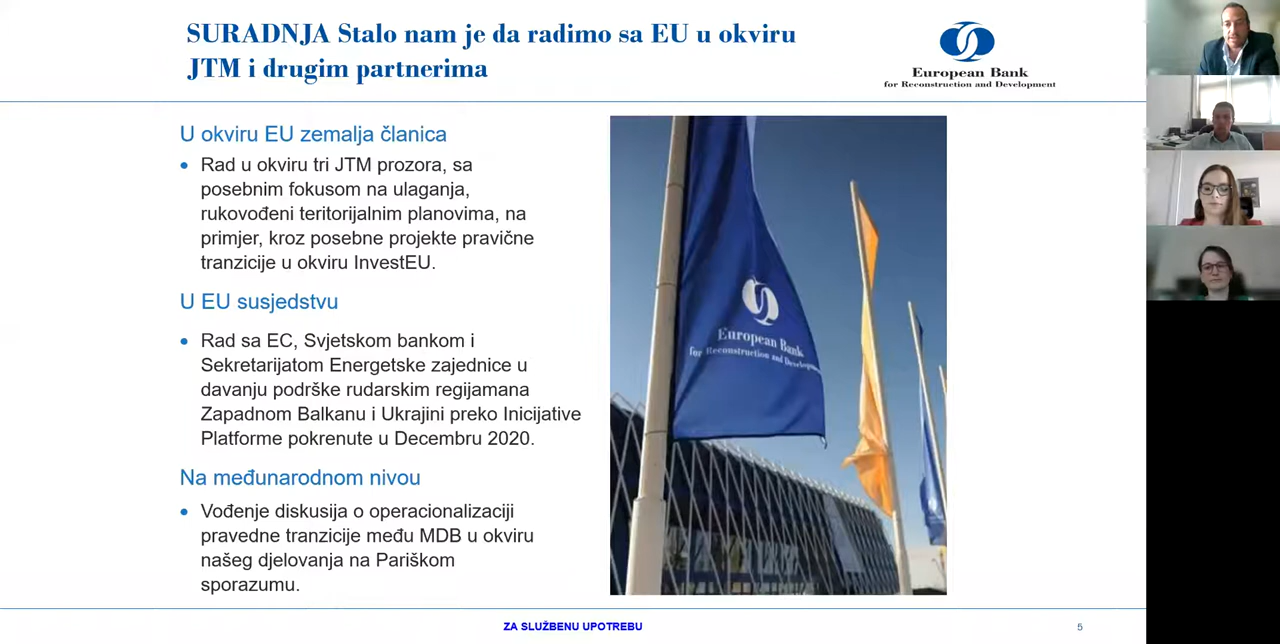 SURADNJA Stalo nam je da radimo sa EU u okviru
JTM i drugim partnerima
European Bank
for Reconstruction and Development
U okviru EU zemalja članica
• Rad u okviru tri JTM prozora, sa
posebnim fokusom na ulaganja,
rukovođeni teritorijalnim planovima, na
primjer, kroz posebne projekte pravične
tranzicije u okviru InvestEU.
U EU susjedstvu
• Rad sa EC, Svjetskom bankom i
Sekretarijatom Energetske zajednice u
davanju podrške rudarskim regijamana
Zapadnom Balkanu i Ukrajini preko Inicijative
Platforme pokrenute u Decembru 2020.
Na međunarodnom nivou
• Vođenje diskusija o operacionalizaciji
pravedne tranzicije među MDB u okviru
našeg djelovanja na Pariškom
sporazumu.
European Bank
for Reconstruction and Development
ZA SLUŽBENU UPOTREBU
5